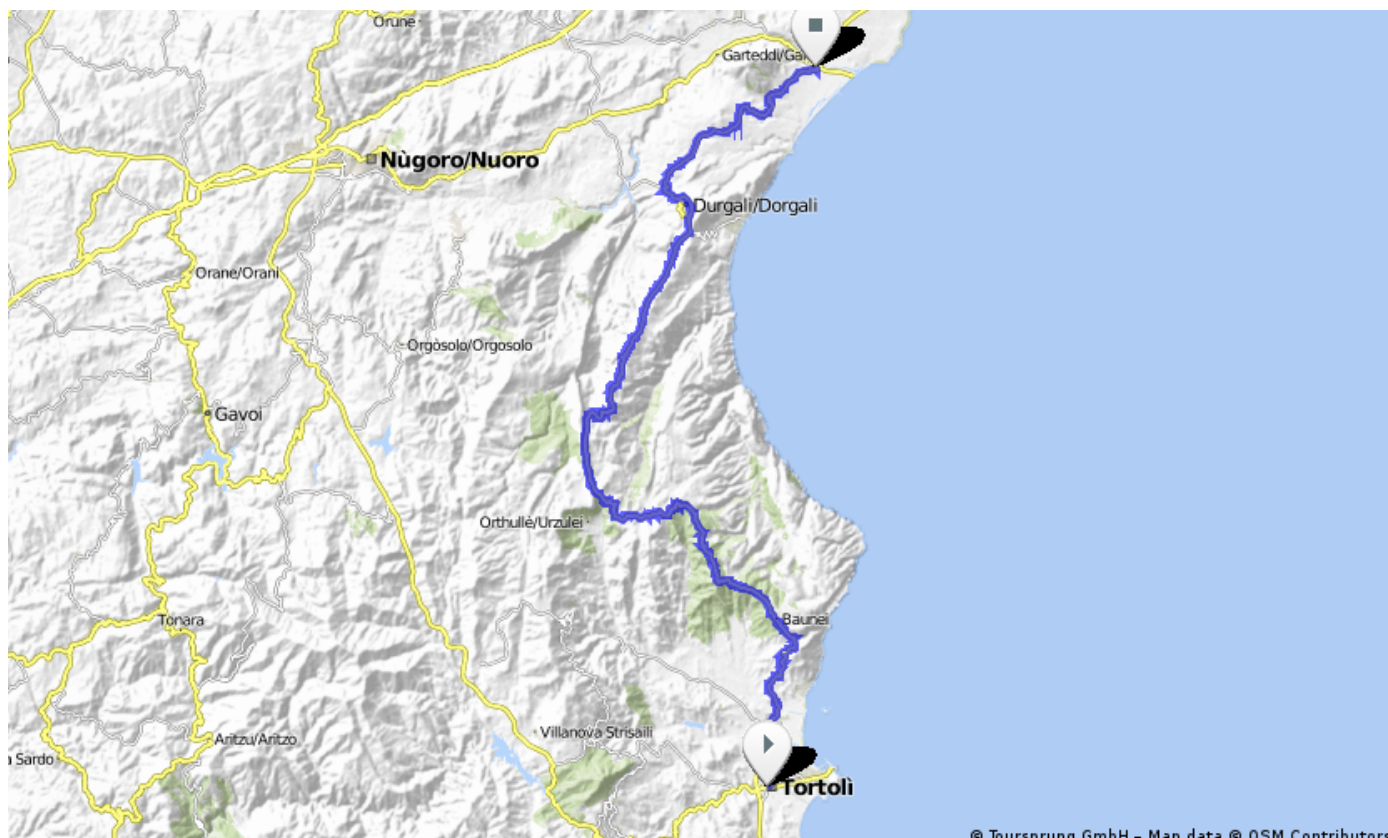 Orune
Garteddi/Ga
Nùgoro/Nuoro
Durgali/Dorgali
Orane/Orani
Orgòsolo/Orgosolo
Gavoi
Orthullè/Urzulei
Tonara
Baunei
Villanova Strisaili
Aritzu/Aritzo
a Sardo
Tortolì
© Toursprung GmbH – Map data © OSM Contributors